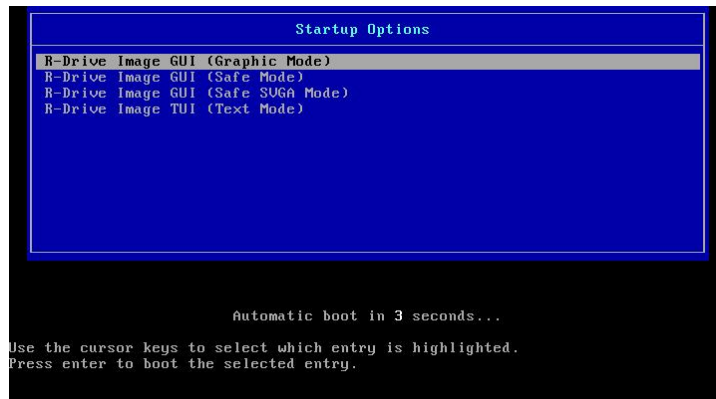 Startup Options
R-Drive Image GUI (Graphic Mode)
R-Drive Image GUI (Safe Mode)
R-Drive Image GUI (Safe SVGA Mode)
R-Drive Image TUI (Text Mode)
Automatic boot in 3 seconds...
Use the cursor keys to select which entry is highlighted.
Press enter to boot the selected entry.